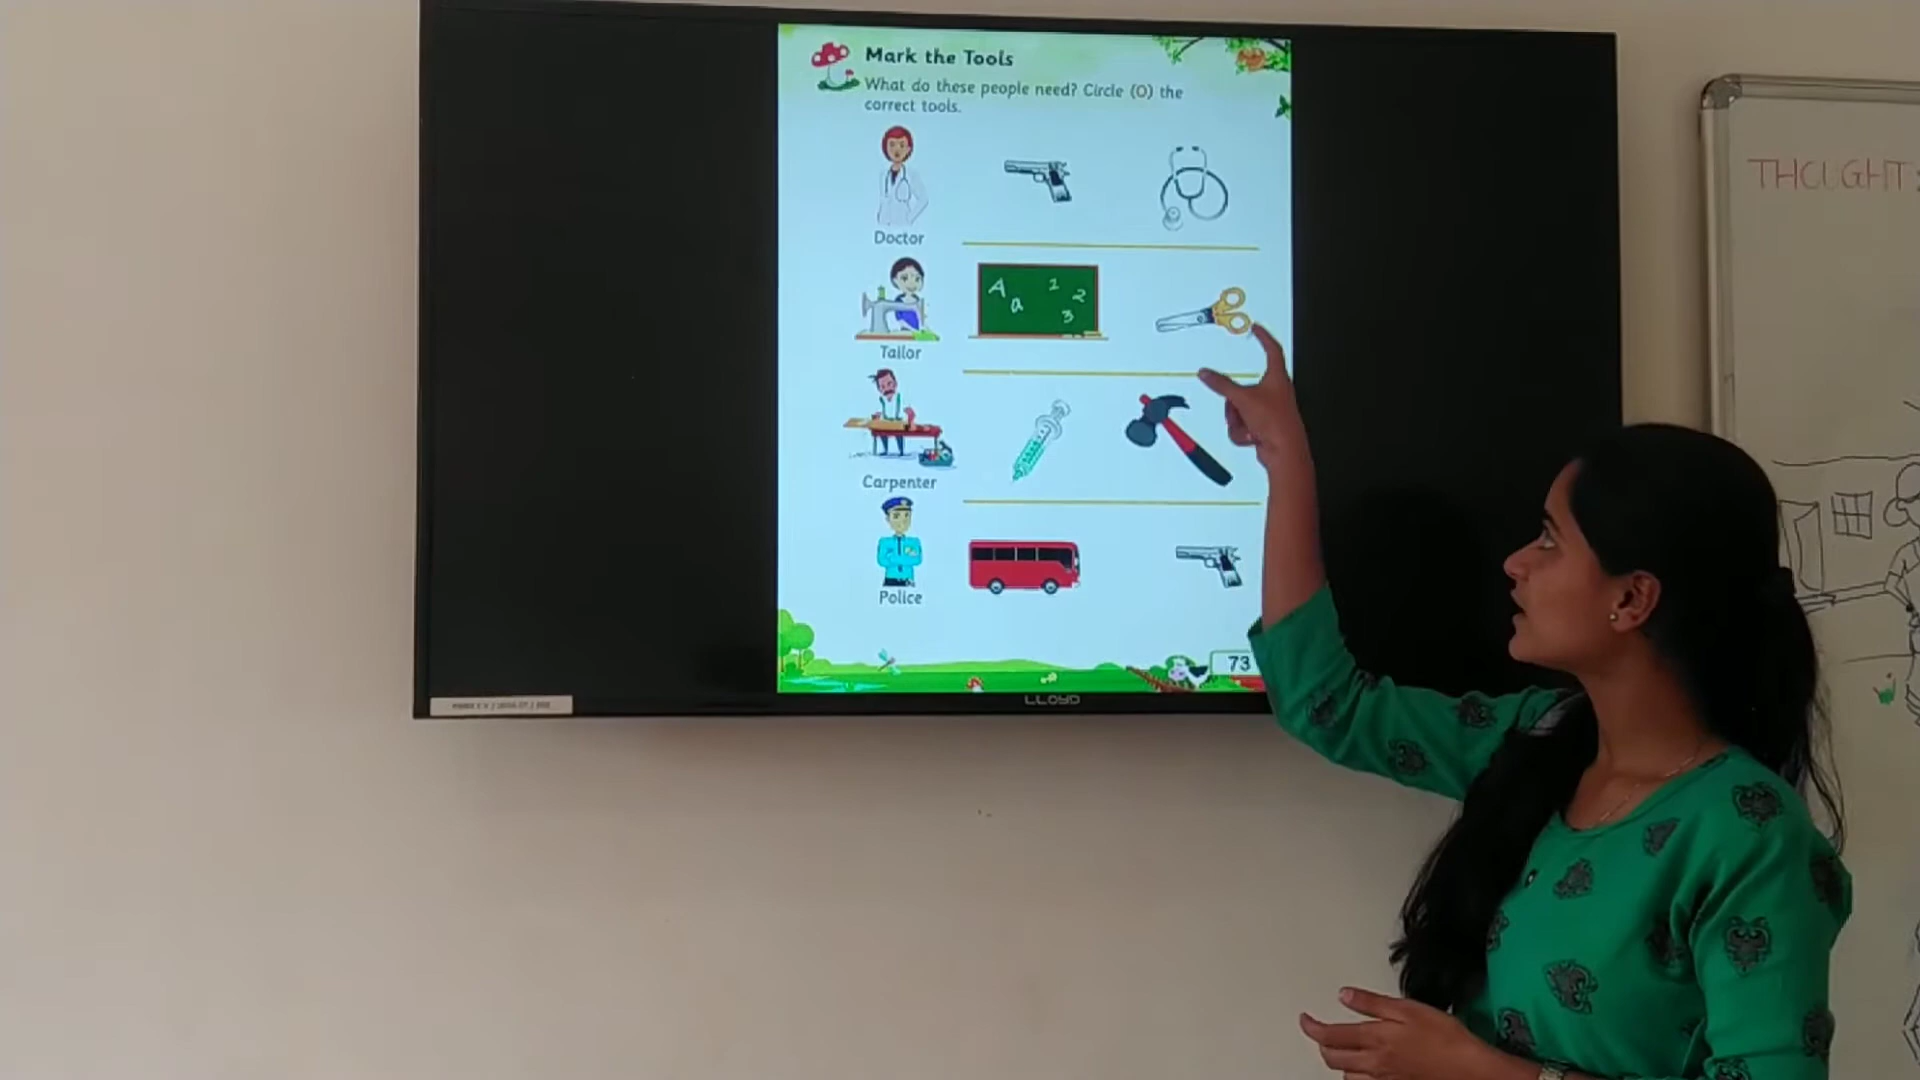 Mark the Tools
What do these people need? Circle (O) the
correct tools.
Doctor
A a 1 2 3
Tailor
Carpenter
Police
73
LLOYD
THOUGHT: